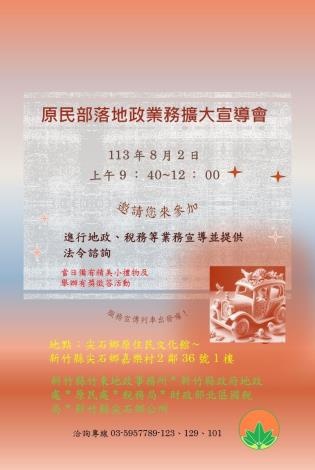 原民部落地政業務擴大宣導會
113年8月2日
上午9：40~12：00
邀請您來參加
進行地政、稅務等業務宣導並提供
法令諮詢
當日備有精美小禮物及
舉辦有獎徵答活動
服務宣傳列車出發嘍！
地點：尖石鄉原住民文化館~
新竹縣尖石鄉嘉樂村2鄰36號1樓
新竹縣竹東地政事務所*新竹縣政府地政
處*原民處*稅務局*財政部北區國稅
局*新竹縣尖石鄉公所
洽詢專線 03-5957789-123、129、101